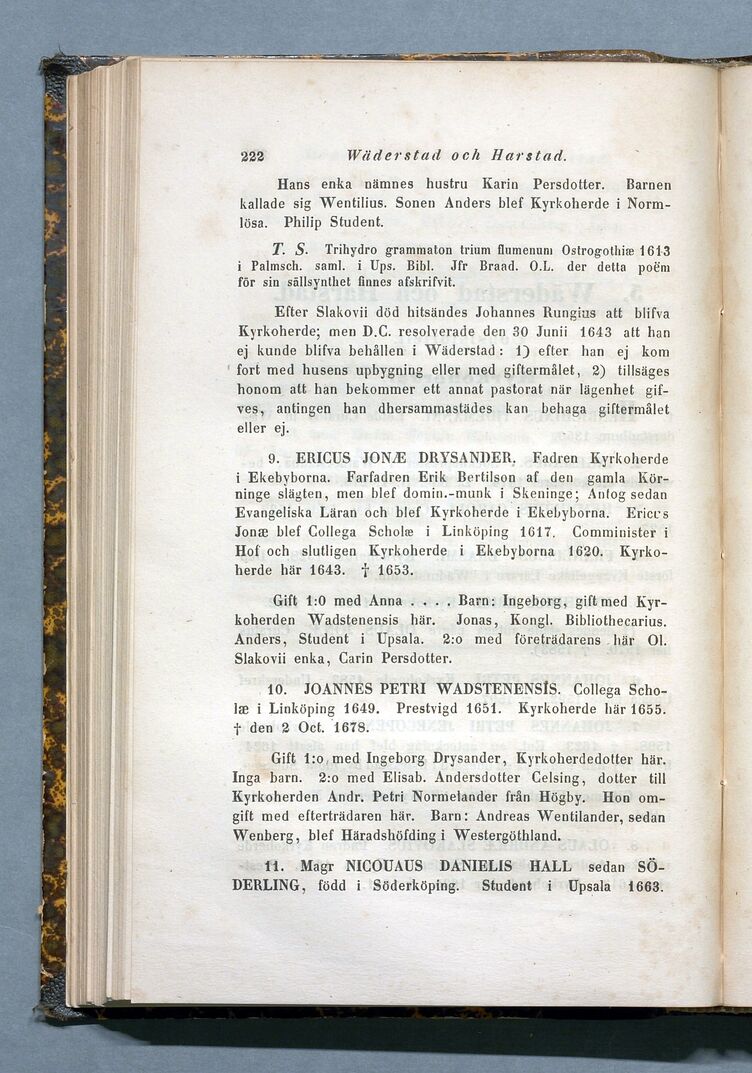 222 Wäderstad och Harstad.
Hans enka nämnes hustru Karin Persdotter. Barnen
kallade sig Wentilius. Sonen Anders blef Kyrkoherde i Norm-
lösa. Philip Student.
T. S. Trihydro grammaton trium flumenum Ostrogothiæ 1613
i Palmsch. saml. i Ups. Bibl. Jfr Braad. O.L. der detta poëm
för sin sällsynthet finnes afskrifvit.
Efter Slakovii död hitsändes Johannes Rungius att blifva
Kyrkoherde; men D.C. resolverade den 30 Junii 1643 att han
ej kunde blifva behållen i Wäderstad: 1) efter han ej kom
fort med husens upbygning eller med giftermålet, 2) tillsäges
honom att han bekommer ett annat pastorat när lägenhet gif-
ves, antingen han dhersammastädes kan behaga giftermålet
eller ej.
9. ERICUS JONÆ DRYSANDER. Fadren Kyrkoherde
i Ekebyborna. Farfadren Erik Bertilson af den gamla Kör-
ninge slägten, men blef domin.-munk i Skeninge; Antog sedan
Evangeliska Läran och blef Kyrkoherde i Ekebyborna. Ericus
Jonæ blef Collega Scholæ i Linköping 1617. Comminister i
Hof och slutligen Kyrkoherde i Ekebyborna 1620. Kyrko-
herde här 1643. † 1653.
Gift 1:0 med Anna . . . . Barn: Ingeborg, gift med Kyr-
koherden Wadstenensis här. Jonas, Kongl. Bibliothecarius.
Anders, Student i Upsala. 2:o med företrädarens här Ol.
Slakovii enka, Carin Persdotter.
10. JOANNES PETRI WADSTENENSIS. Collega Scho-
læ i Linköping 1649. Prestvigd 1651. Kyrkoherde här 1655.
† den 2 Oct. 1678.
Gift 1:o med Ingeborg Drysander, Kyrkoherdedotter här.
Inga barn. 2:o med Elisab. Andersdotter Celsing, dotter till
Kyrkoherden Andr. Petri Normelander från Högby. Hon om-
gift med efterträdaren här. Barn: Andreas Wentilander, sedan
Wenberg, blef Häradshöfding i Westergöthland.
11. Magr NICOUAUS DANIELIS HALL sedan SÖ-
DERLING, född i Söderköping. Student i Upsala 1663.